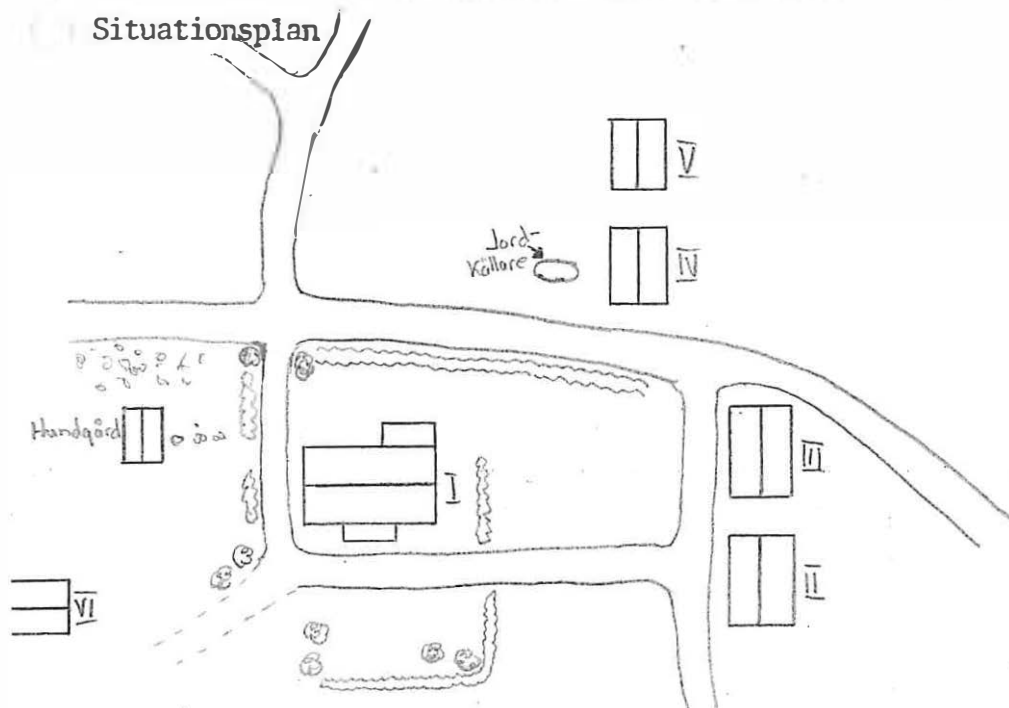 Situationsplan
V
Jord-
Källare
IV
Hundgård
III
I
II
VI